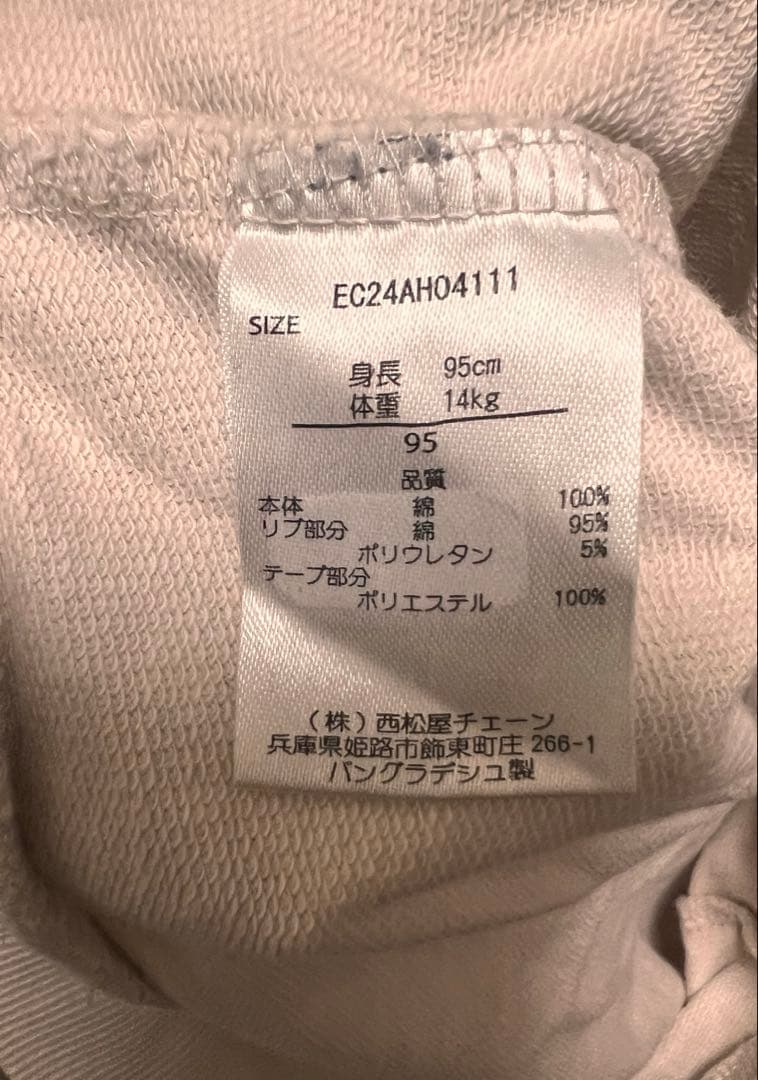 EC24AH04111
SIZE
身長 95cm
体重 14kg
95
品質
本体 綿 100%
リブ部分 綿 95%
ポリウレタン 5%
テープ部分
ポリエステル 100%
(株)西松屋チェーン
兵庫県姫路市飾東町庄 266-1
バングラデシュ製